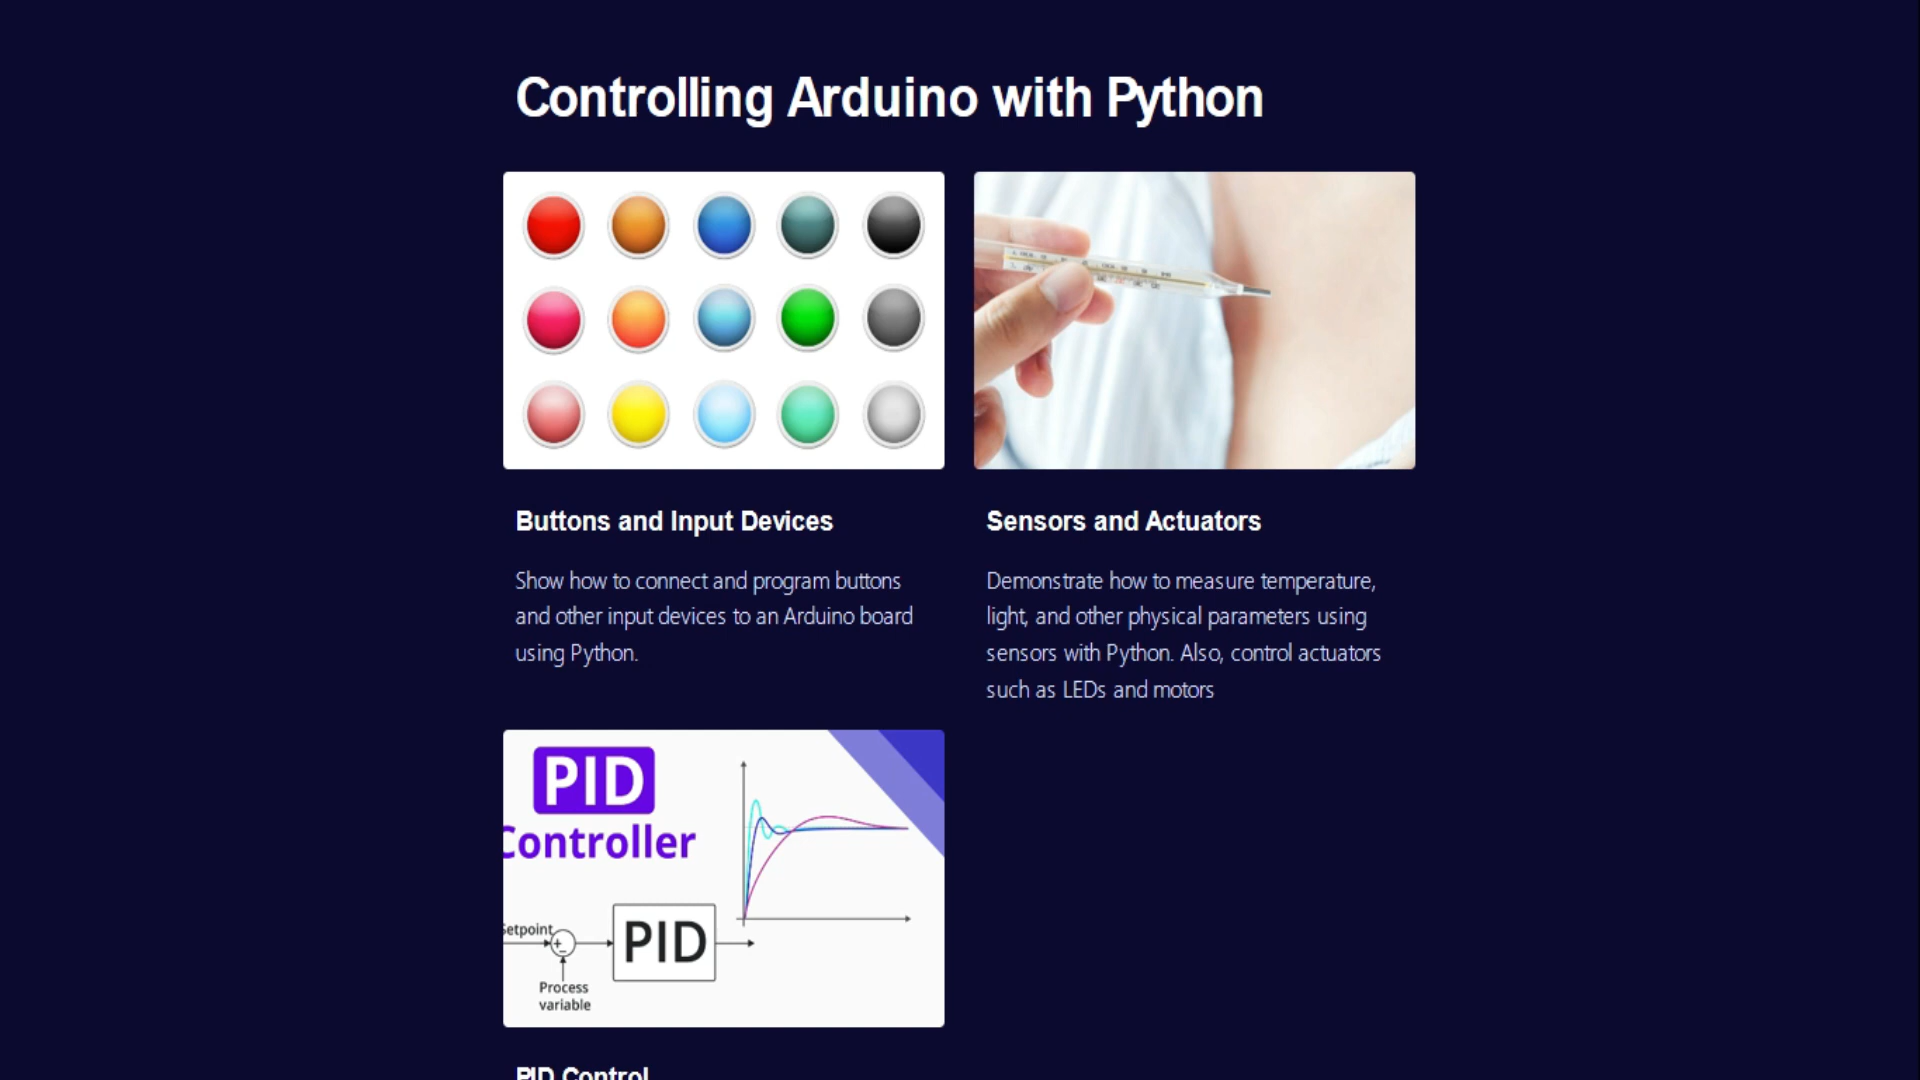 Controlling Arduino with Python
Buttons and Input Devices
Show how to connect and program buttons
and other input devices to an Arduino board
using Python.
Sensors and Actuators
Demonstrate how to measure temperature,
light, and other physical parameters using
sensors with Python. Also, control actuators
such as LEDs and motors
PID
Controller
Setpoint
+
−
PID
Process
variable
PID Control